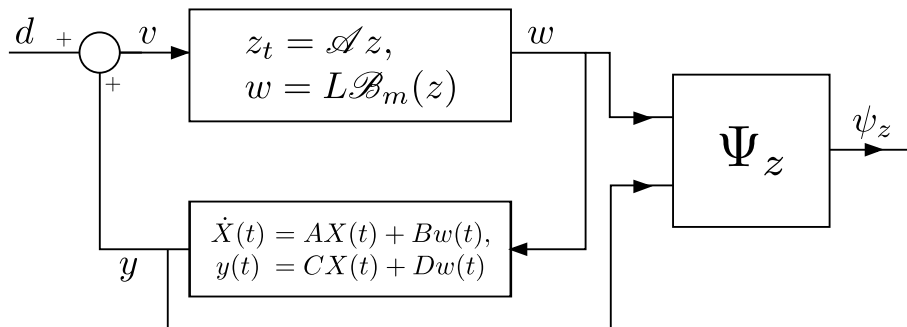 d + v
+
z_t = 𝒜 z,
w = Lℬ_m(z)
w
Ψ_z
ψ_z
Ẋ(t) = AX(t) + Bw(t),
y(t) = CX(t) + Dw(t)
y